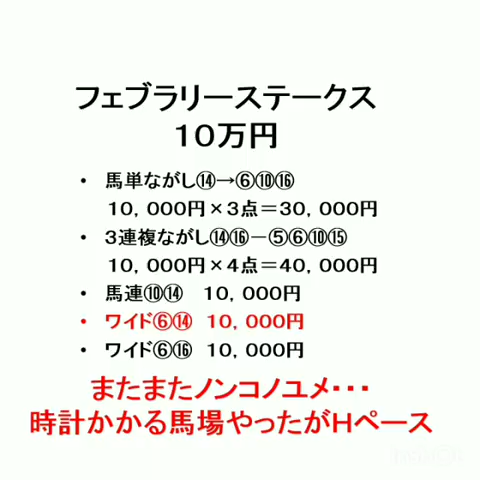 フェブラリーステークス
１０万円
• 馬単ながし⑭→⑥⑩⑯
１０，０００円×３点＝３０，０００円
• ３連複ながし⑭⑯－⑤⑥⑩⑮
１０，０００円×４点＝４０，０００円
• 馬連⑩⑭　１０，０００円
• ワイド⑥⑭　１０，０００円
• ワイド⑥⑯　１０，０００円
またまたノンコノユメ・・・
時計かかる馬場やったがＨペース